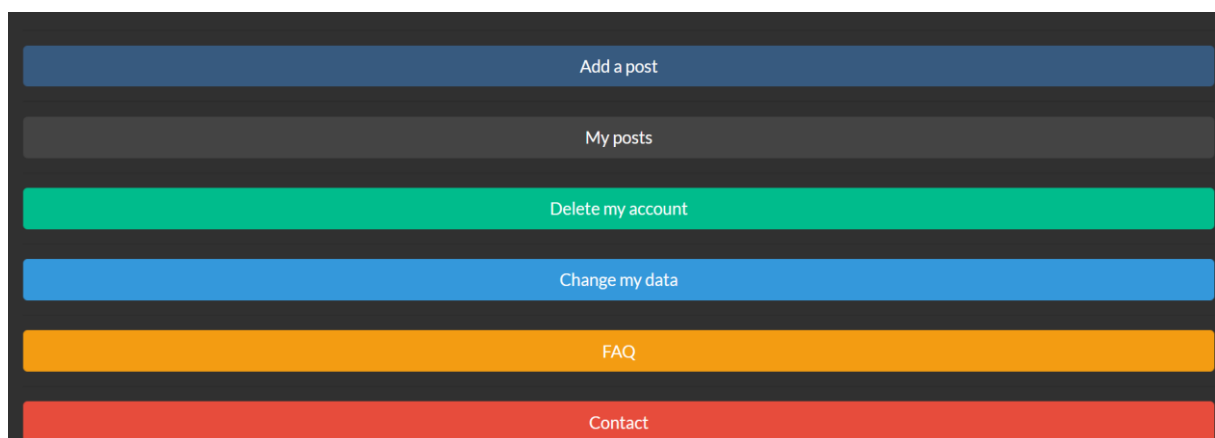 Add a post
My posts
Delete my account
Change my data
FAQ
Contact